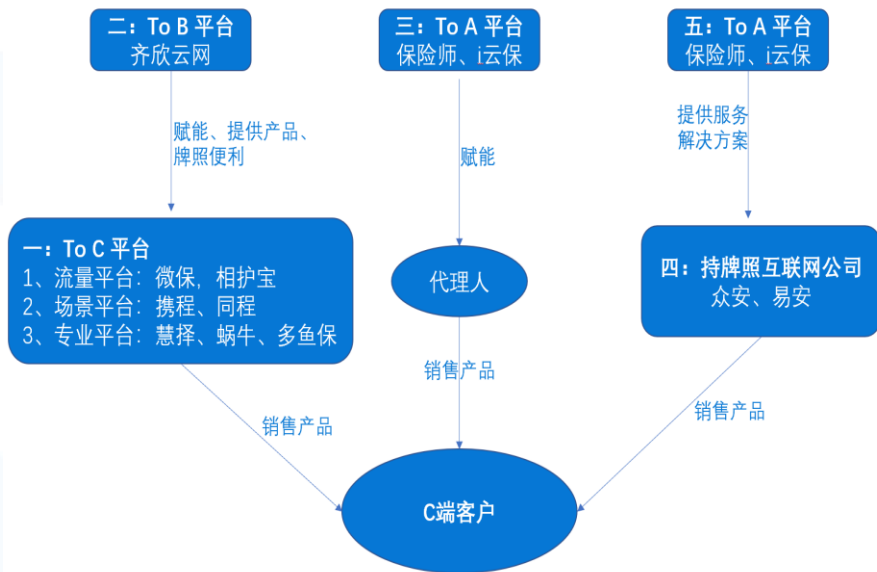 二：To B 平台
齐欣云网
三：To A 平台
保险师、i云保
五：To A 平台
保险师、i云保
赋能、提供产品、
牌照便利
赋能
提供服务
解决方案
一：To C 平台
1、流量平台：微保，相护宝
2、场景平台：携程、同程
3、专业平台：慧择、蜗牛、多鱼保
代理人
四：持牌照互联网公司
众安、易安
销售产品
销售产品
销售产品
C端客户